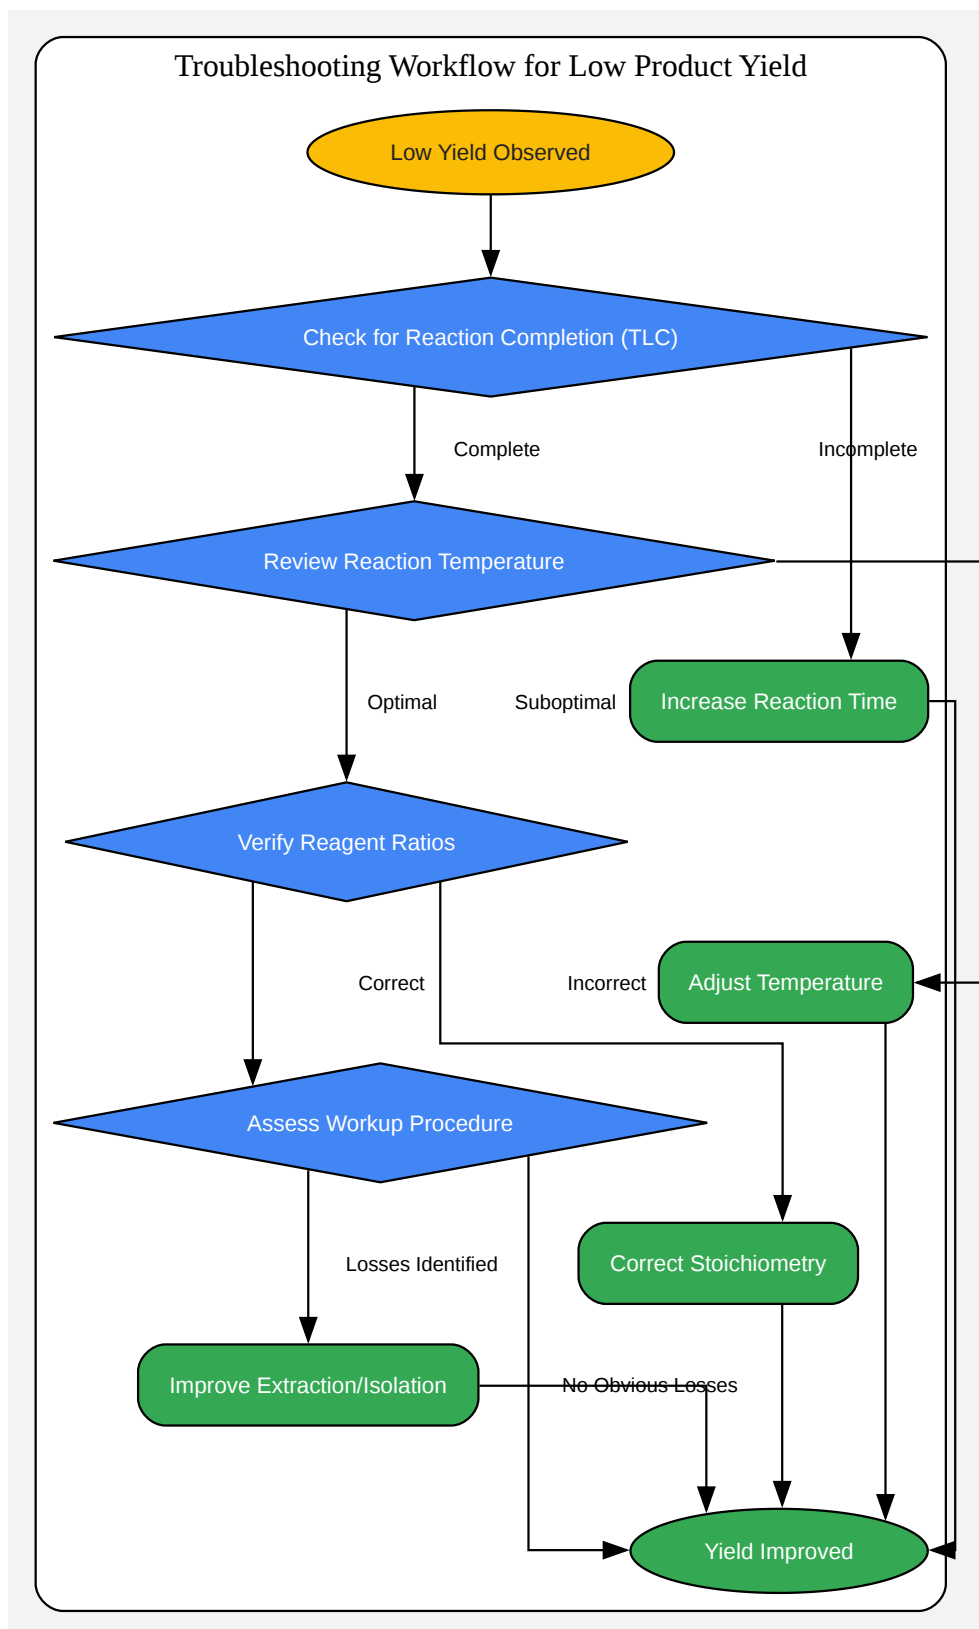 Troubleshooting Workflow for Low Product Yield
Low Yield Observed
Check for Reaction Completion (TLC)
Complete
Incomplete
Review Reaction Temperature
Optimal
Suboptimal
Increase Reaction Time
Verify Reagent Ratios
Correct
Incorrect
Adjust Temperature
Assess Workup Procedure
Losses Identified
Correct Stoichiometry
Improve Extraction/Isolation
No Obvious Losses
Yield Improved